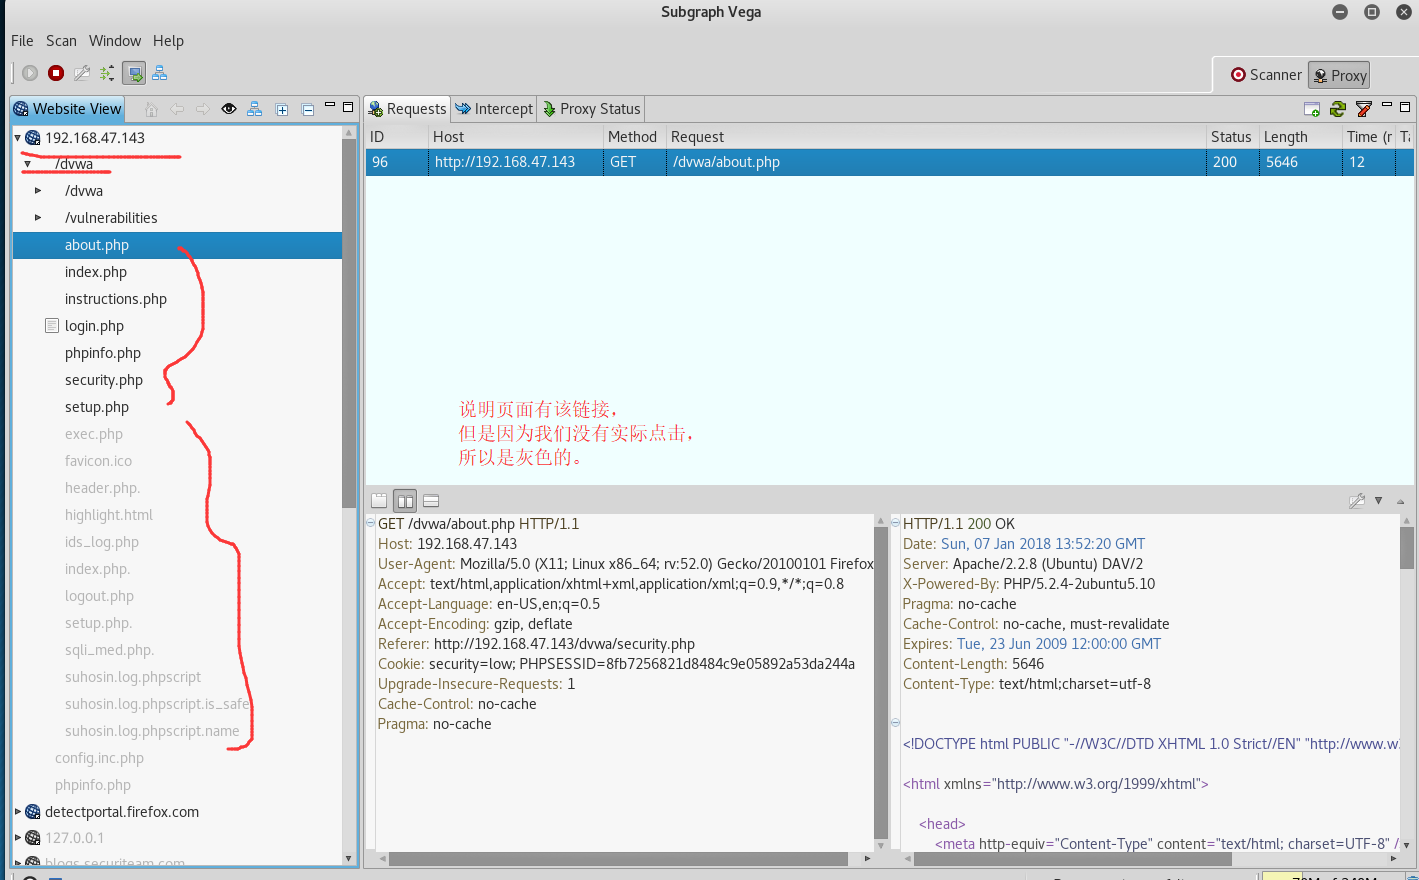 Subgraph Vega
File Scan Window Help
Scanner Proxy
Website View
192.168.47.143
/dvwa
/dvwa
/vulnerabilities
about.php
index.php
instructions.php
login.php
phpinfo.php
security.php
setup.php
exec.php
favicon.ico
header.php.
highlight.html
ids_log.php
index.php.
logout.php
setup.php.
sqli_med.php.
suhosin.log.phpscript
suhosin.log.phpscript.is_safe
suhosin.log.phpscript.name
config.inc.php
phpinfo.php
detectportal.firefox.com
127.0.0.1
blogs.securiteam.com
Requests Intercept Proxy Status
ID Host Method Request Status Length Time (r Ta
96 http://192.168.47.143 GET /dvwa/about.php 200 5646 12
说明页面有该链接，
但是因为我们没有实际点击，
所以是灰色的。
GET /dvwa/about.php HTTP/1.1
Host: 192.168.47.143
User-Agent: Mozilla/5.0 (X11; Linux x86_64; rv:52.0) Gecko/20100101 Firefox
Accept: text/html,application/xhtml+xml,application/xml;q=0.9,*/*;q=0.8
Accept-Language: en-US,en;q=0.5
Accept-Encoding: gzip, deflate
Referer: http://192.168.47.143/dvwa/security.php
Cookie: security=low; PHPSESSID=8fb7256821d8484c9e05892a53da244a
Upgrade-Insecure-Requests: 1
Cache-Control: no-cache
Pragma: no-cache
HTTP/1.1 200 OK
Date: Sun, 07 Jan 2018 13:52:20 GMT
Server: Apache/2.2.8 (Ubuntu) DAV/2
X-Powered-By: PHP/5.2.4-2ubuntu5.10
Pragma: no-cache
Cache-Control: no-cache, must-revalidate
Expires: Tue, 23 Jun 2009 12:00:00 GMT
Content-Length: 5646
Content-Type: text/html;charset=utf-8
<!DOCTYPE html PUBLIC "-//W3C//DTD XHTML 1.0 Strict//EN" "http://www.w3
<html xmlns="http://www.w3.org/1999/xhtml">
<head>
<meta http-equiv="Content-Type" content="text/html; charset=UTF-8" /